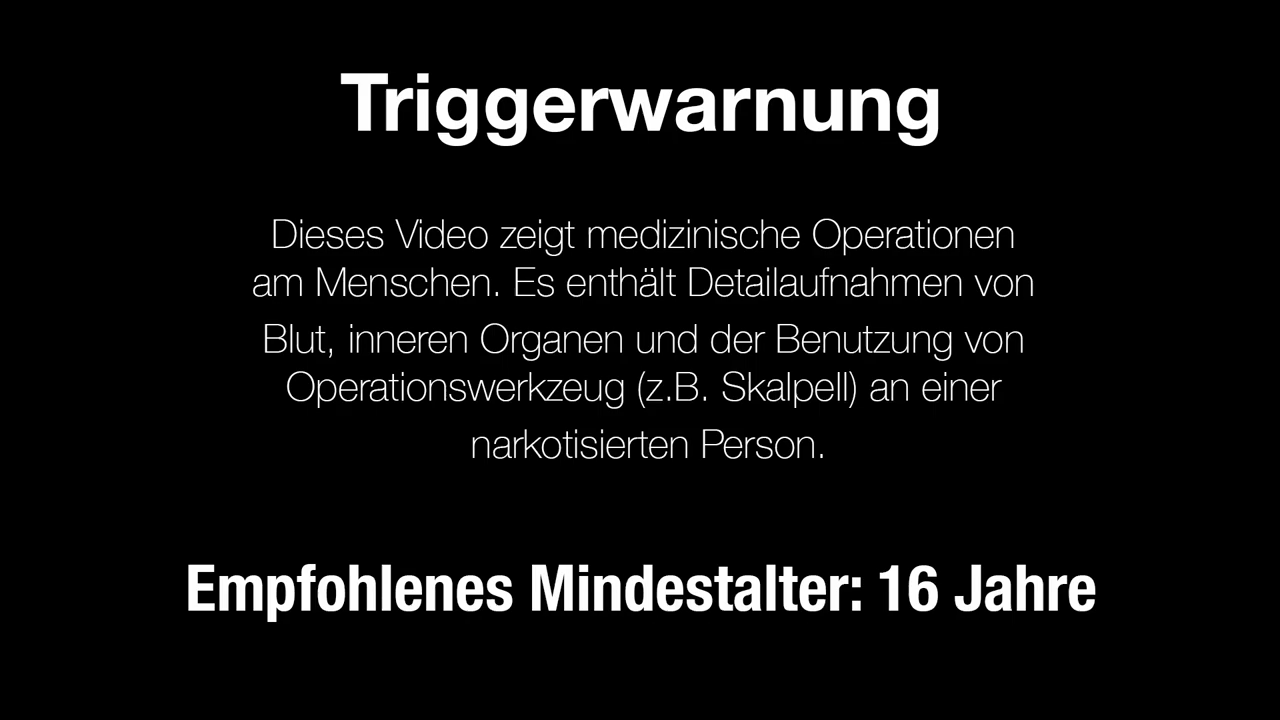 Triggerwarnung
Dieses Video zeigt medizinische Operationen
am Menschen. Es enthält Detailaufnahmen von
Blut, inneren Organen und der Benutzung von
Operationswerkzeug (z.B. Skalpell) an einer
narkotisierten Person.
Empfohlenes Mindestalter: 16 Jahre